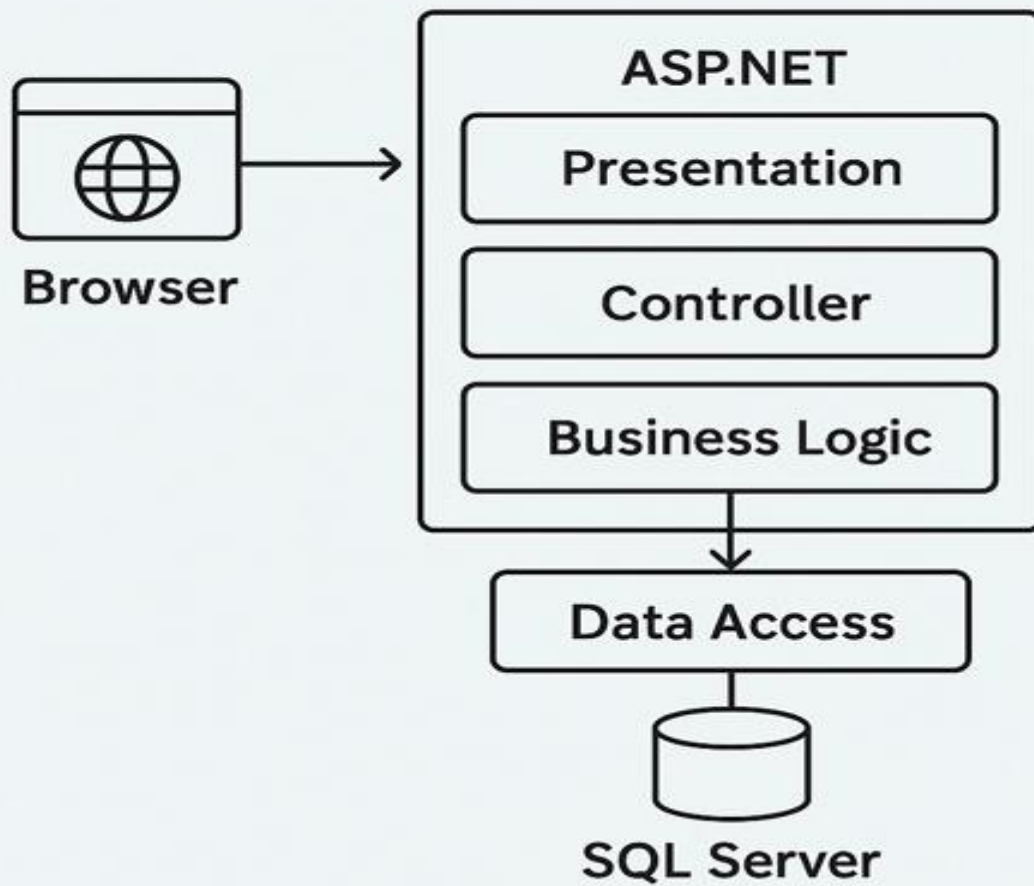 ASP.NET
Presentation
Browser
Controller
Business Logic
Data Access
SQL Server